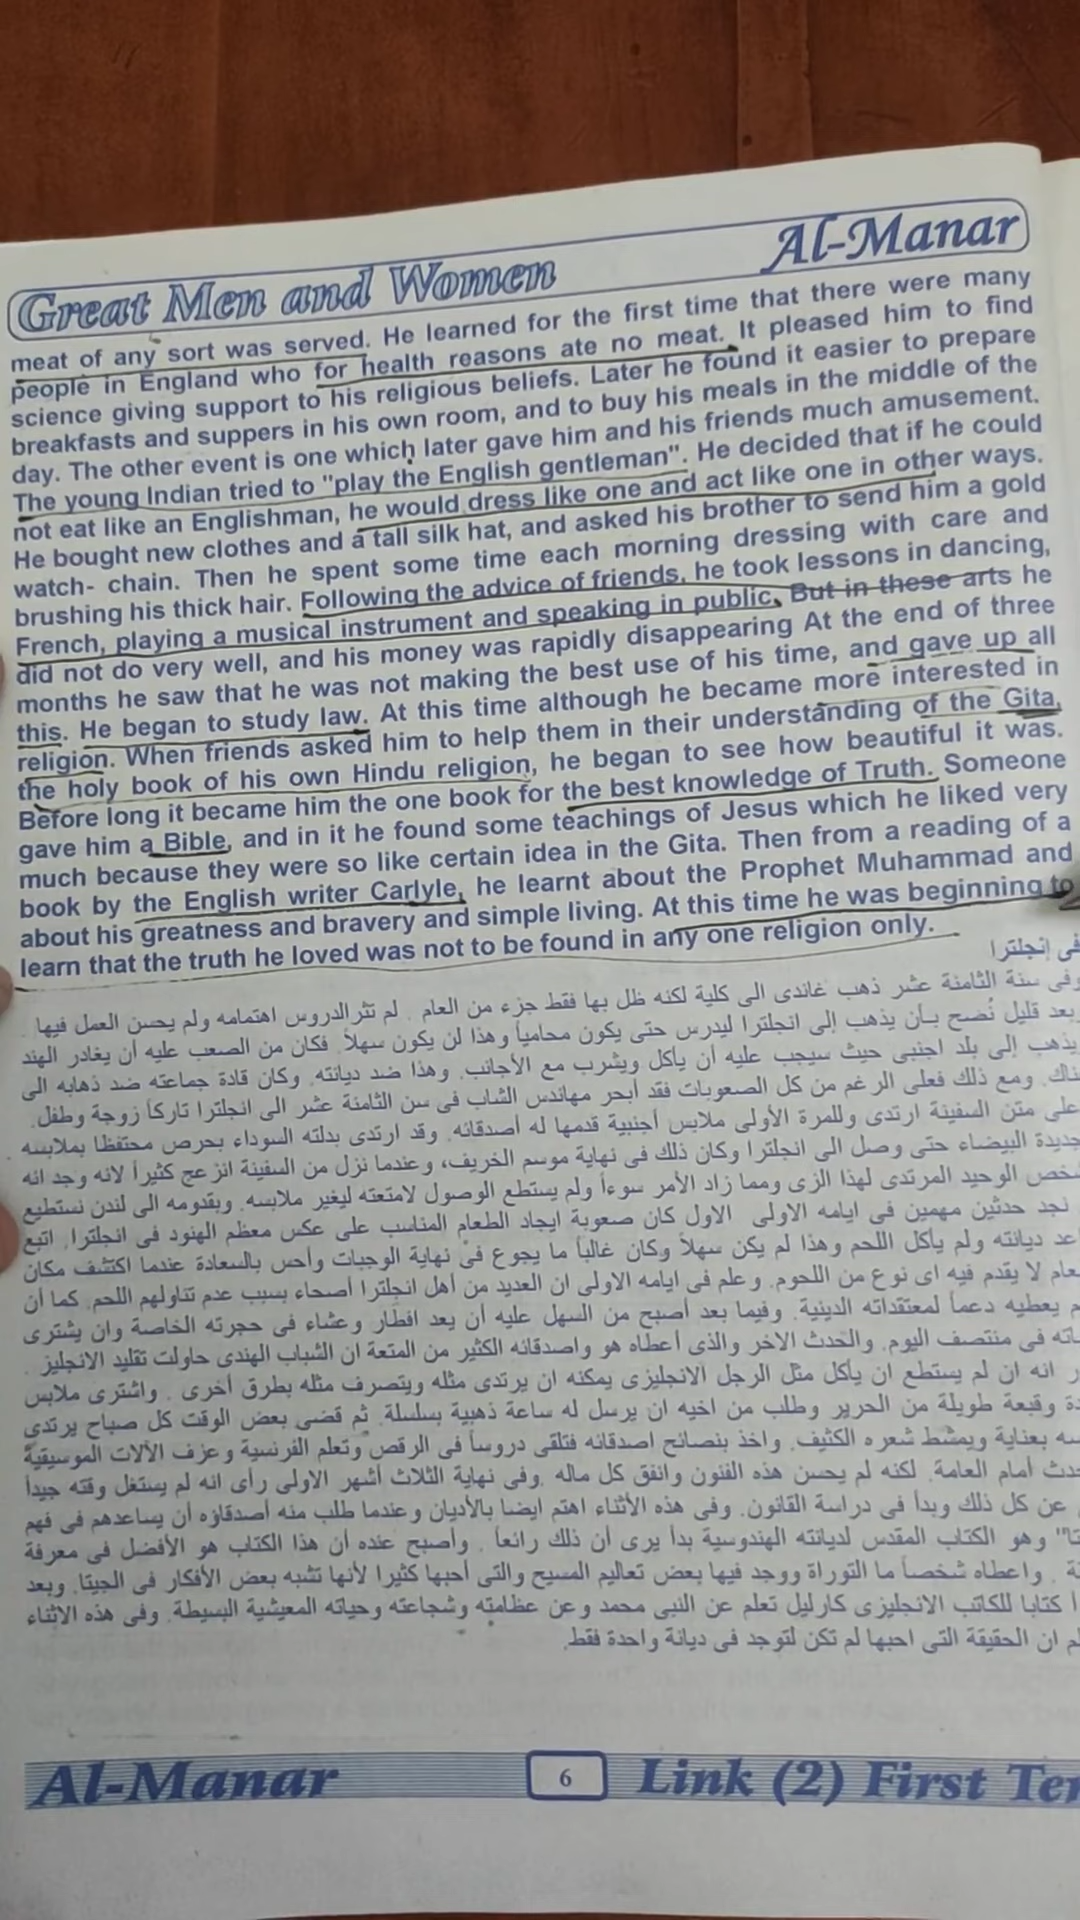 Great Men and Women Al-Manar
meat of any sort was served. He learned for the first time that there were many
people in England who for health reasons ate no meat. It pleased him to find
science giving support to his religious beliefs. Later he found it easier to prepare
breakfasts and suppers in his own room, and to buy his meals in the middle of the
day. The other event is one which later gave him and his friends much amusement.
The young Indian tried to "play the English gentleman". He decided that if he could
not eat like an Englishman, he would dress like one and act like one in other ways.
He bought new clothes and a tall silk hat, and asked his brother to send him a gold
watch- chain. Then he spent some time each morning dressing with care and
brushing his thick hair. Following the advice of friends, he took lessons in dancing,
French, playing a musical instrument and speaking in public. But in these arts he
did not do very well, and his money was rapidly disappearing At the end of three
months he saw that he was not making the best use of his time, and gave up all
this. He began to study law. At this time although he became more interested in
religion. When friends asked him to help them in their understanding of the Gita,
the holy book of his own Hindu religion, he began to see how beautiful it was.
Before long it became him the one book for the best knowledge of Truth. Someone
gave him a Bible, and in it he found some teachings of Jesus which he liked very
much because they were so like certain idea in the Gita. Then from a reading of a
book by the English writer Carlyle, he learnt about the Prophet Muhammad and
about his greatness and bravery and simple living. At this time he was beginning to
learn that the truth he loved was not to be found in any one religion only.
فى إنجلترا
وفى سنة الثامنة عشر ذهب غاندى الى كلية لكنه ظل بها فقط جزء من العام . لم تثر الدروس اهتمامه ولم يحسن العمل فيها .
بعد قليل نُصح بأن يذهب إلى انجلترا ليدرس حتى يكون محامياً وهذا لن يكون سهلاً. فكان من الصعب عليه أن يغادر الهند
يذهب إلى بلد اجنبى حيث سيجب عليه أن يأكل ويشرب مع الأجانب. وهذا ضد ديانته. وكان قادة جماعته ضد ذهابه الى
ناك. ومع ذلك فعلى الرغم من كل الصعوبات فقد أبحر مهاندس الشاب فى سن الثامنة عشر الى انجلترا تاركاً زوجة وطفل.
على متن السفينة ارتدى وللمرة الأولى ملابس أجنبية قدمها له أصدقائه. وقد ارتدى بدلته السوداء بحرص محتفظا بملابسه
جديدة البيضاء حتى وصل الى انجلترا وكان ذلك فى نهاية موسم الخريف، وعندما نزل من السفينة انزعج كثيراً لانه وجد انه
شخص الوحيد المرتدى لهذا الزى ومما زاد الأمر سوءاً ولم يستطع الوصول لامتعته ليغير ملابسه. وبقدومه الى لندن نستطيع
نجد حدثين مهمين فى ايامه الاولى الاول كان صعوبة ايجاد الطعام المناسب على عكس معظم الهنود فى انجلترا. اتبع
اعد ديانته ولم يأكل اللحم وهذا لم يكن سهلاً وكان غالباً ما يجوع فى نهاية الوجبات وأحس بالسعادة عندما اكتشف مكان
عام لا يقدم فيه اى نوع من اللحوم. وعلم فى ايامه الاولى ان العديد من أهل انجلترا أصحاء بسبب عدم تناولهم اللحم. كما أن
م يعطيه دعماً لمعتقداته الدينية. وفيما بعد أصبح من السهل عليه أن يعد افطار وعشاء فى حجرته الخاصة وان يشترى
باته فى منتصف اليوم. والحدث الاخر والذى أعطاه هو واصدقائه الكثير من المتعة ان الشباب الهندى حاولت تقليد الانجليز .
ر انه ان لم يستطع ان يأكل مثل الرجل الانجليزى يمكنه ان يرتدى مثله ويتصرف مثله بطرق أخرى . واشترى ملابس
دة وقبعة طويلة من الحرير وطلب من اخيه ان يرسل له ساعة ذهبية بسلسلة. ثم قضى بعض الوقت كل صباح يرتدى
سه بعناية ويمشط شعره الكثيف. واخذ بنصائح اصدقائه فتلقى دروساً فى الرقص وتعلم الفرنسية وعزف الآلات الموسيقية
حدث أمام العامة. لكنه لم يحسن هذه الفنون وانفق كل ماله .وفى نهاية الثلاث أشهر الاولى رأى انه لم يستغل وقته جيداً
عن كل ذلك وبدأ فى دراسة القانون. وفى هذه الأثناء اهتم ايضا بالأديان وعندما طلب منه أصدقاؤه أن يساعدهم فى فهم
تا" وهو الكتاب المقدس لديانته الهندوسية بدأ يرى أن ذلك رائعاً . وأصبح عنده أن هذا الكتاب هو الأفضل فى معرفة
ة . واعطاه شخصاً ما التوراة ووجد فيها بعض تعاليم المسيح والتى أحبها كثيرا لأنها تشبه بعض الأفكار فى الجيتا. وبعد
أ كتابا للكاتب الانجليزى كارليل تعلم عن النبى محمد وعن عظامته وشجاعته وحياته المعيشية البسيطة. وفى هذه الاثناء
لم ان الحقيقة التى احبها لم تكن لتوجد فى ديانة واحدة فقط.
Al-Manar 6 Link (2) First Ter